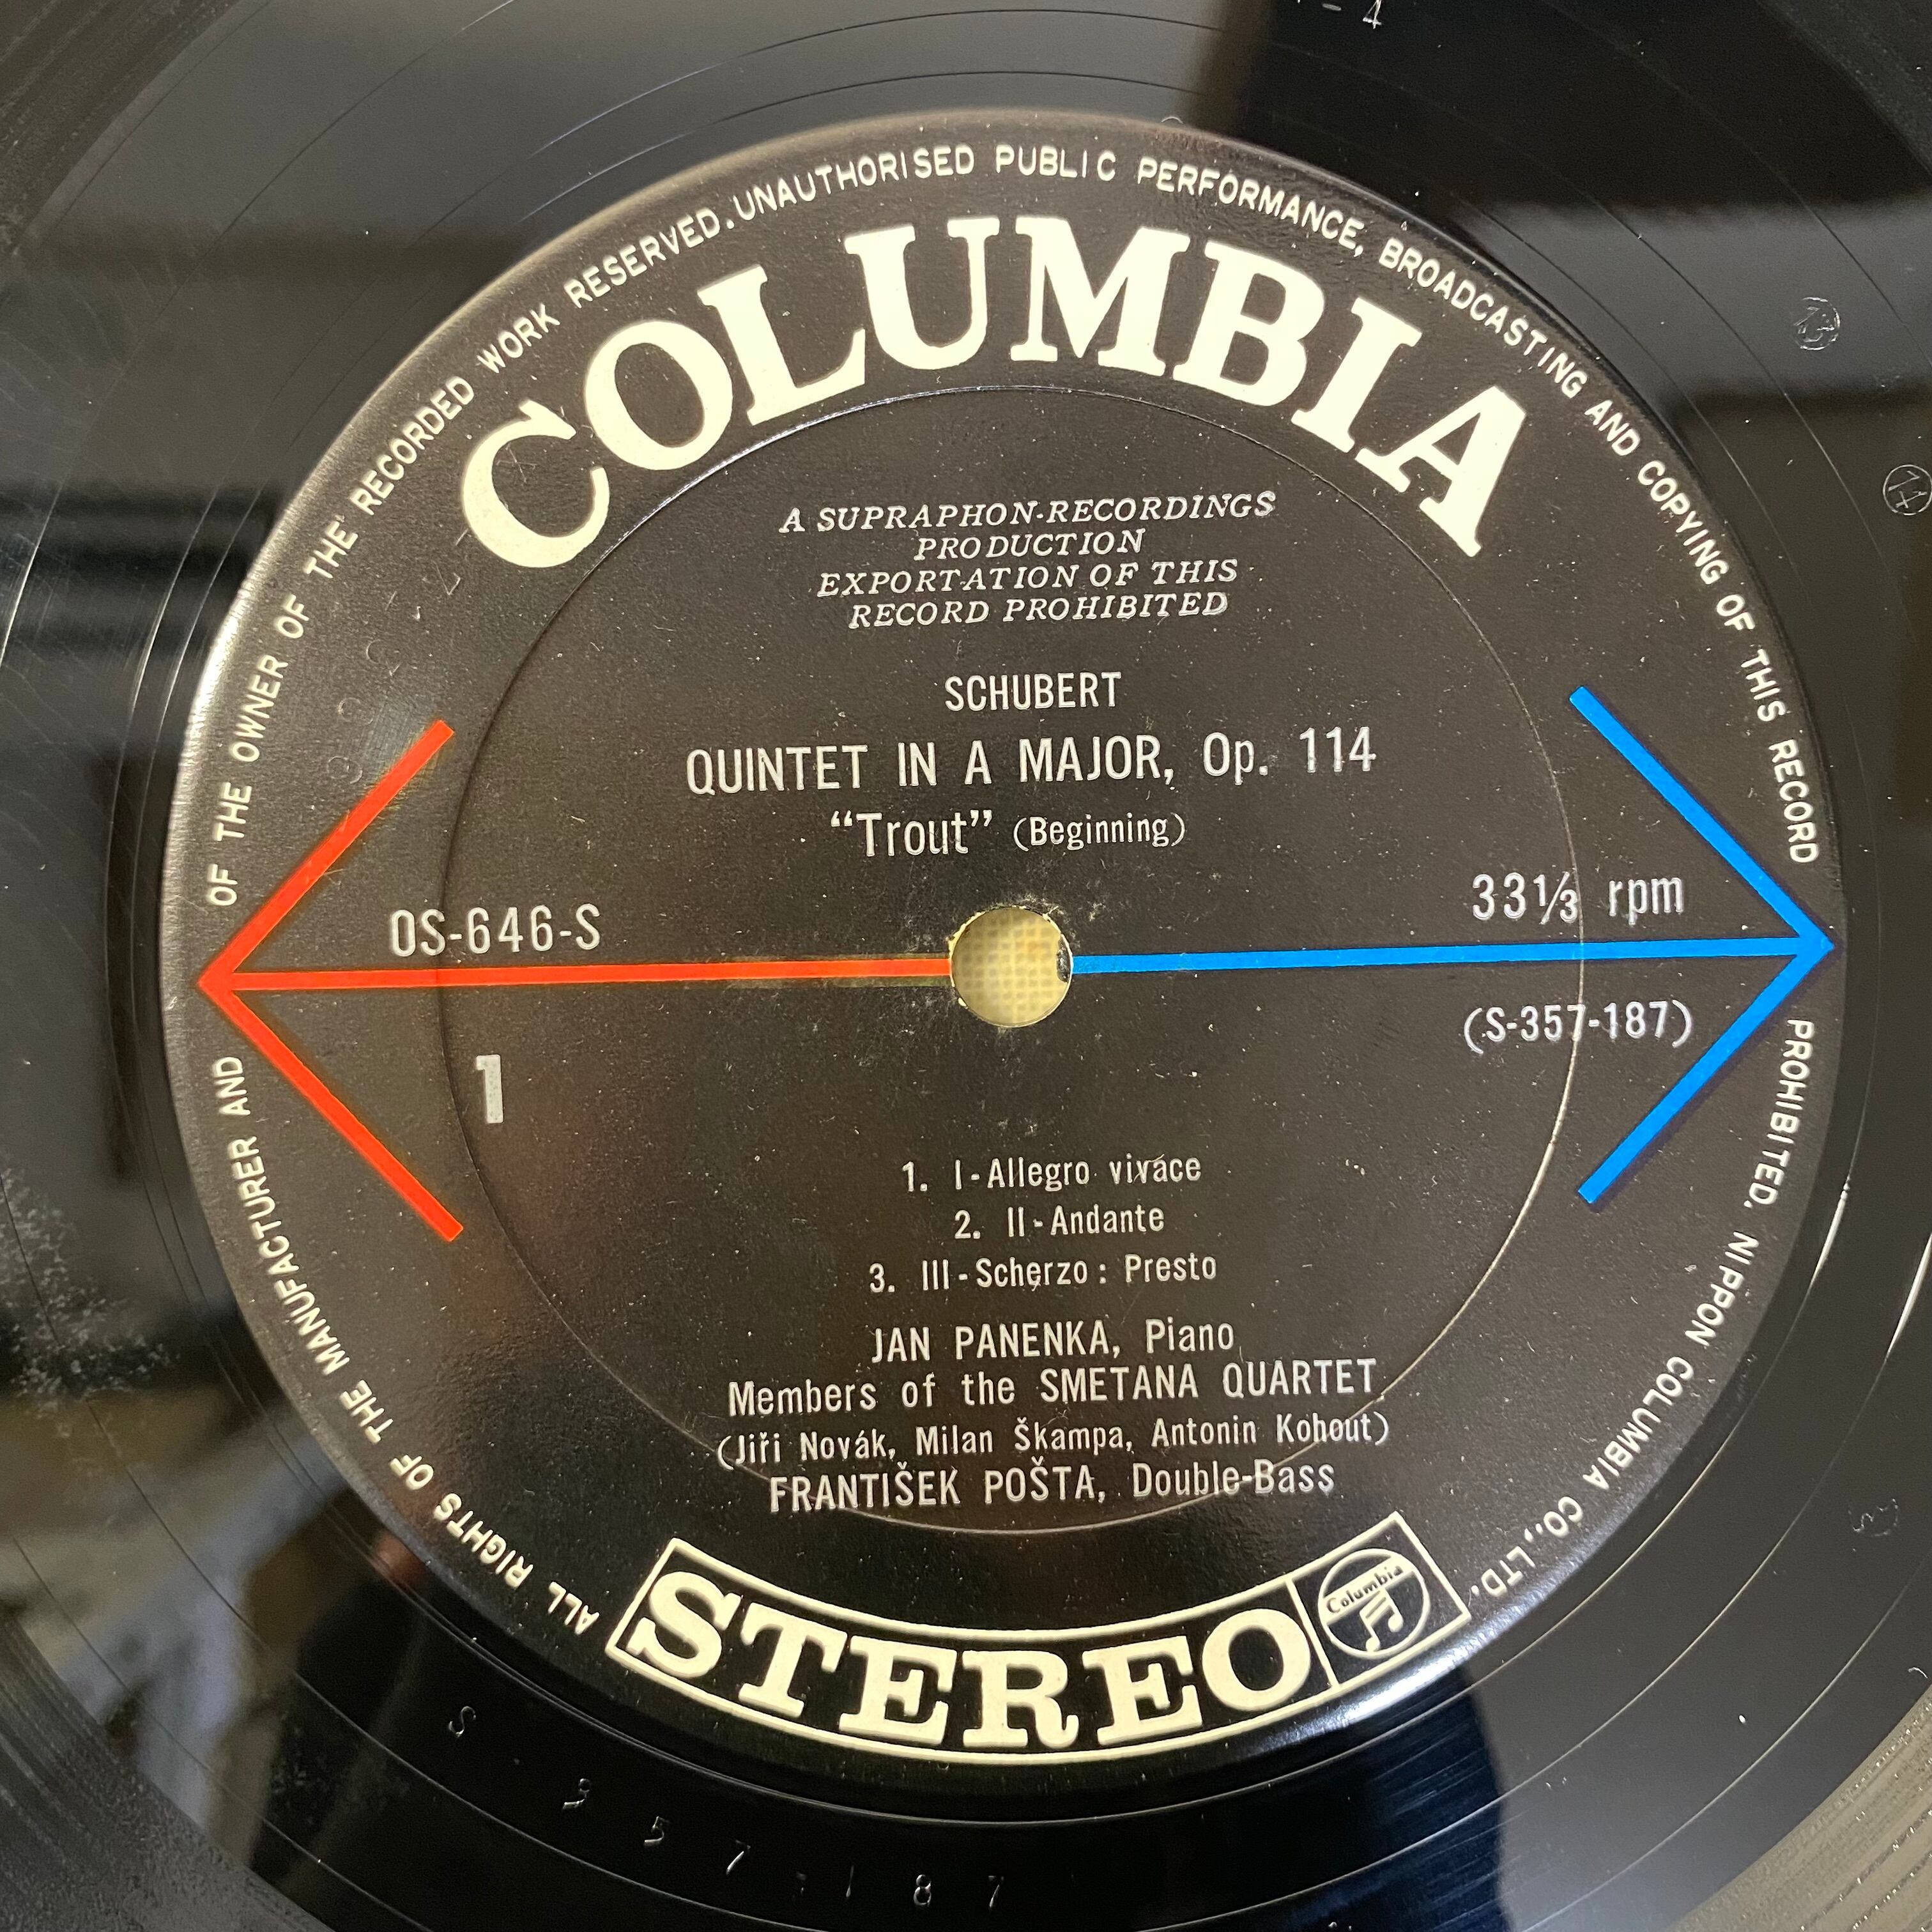 ALL RIGHTS OF THE MANUFACTURER AND OF THE OWNER OF THE RECORDED WORK RESERVED. UNAUTHORISED PUBLIC PERFORMANCE, BROADCASTING AND COPYING OF THIS RECORD PROHIBITED. NIPPON COLUMBIA CO., LTD.
COLUMBIA
A SUPRAPHON-RECORDINGS
PRODUCTION
EXPORTATION OF THIS
RECORD PROHIBITED
SCHUBERT
QUINTET IN A MAJOR, Op. 114
“Trout” (Beginning)
OS-646-S
33⅓ rpm
(S-357-187)
1
1. I-Allegro vivace
2. II-Andante
3. III-Scherzo: Presto
JAN PANENKA, Piano
Members of the SMETANA QUARTET
(Jiři Novák, Milan Škampa, Antonin Kohout)
FRANTIŠEK POŠTA, Double-Bass
STEREO
Columbia
S-357-187